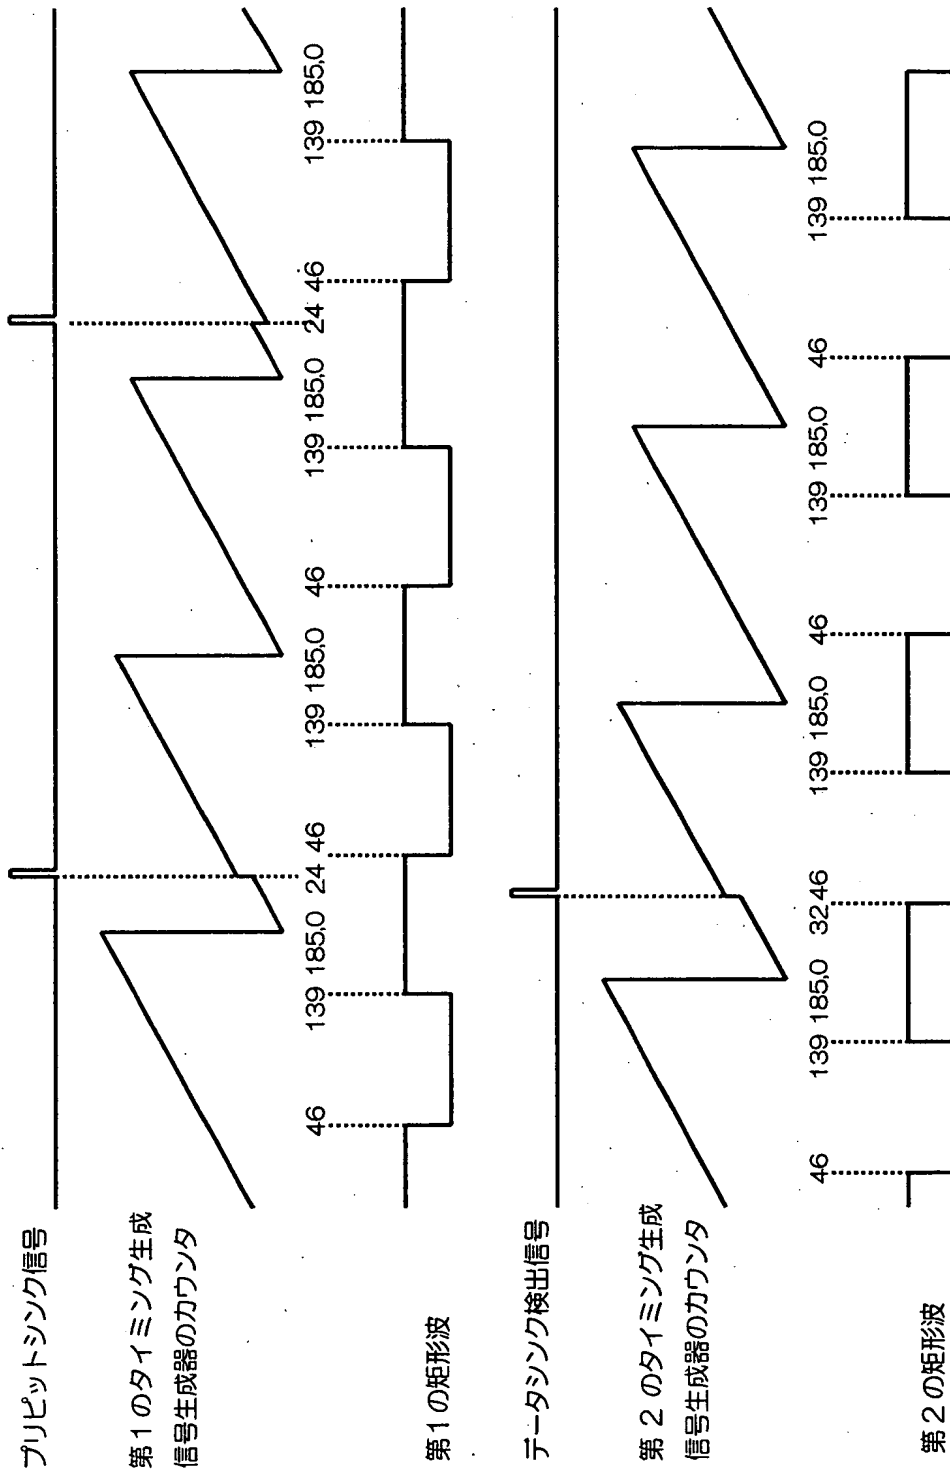 プリピットシンク信号
第1のタイミング生成
信号生成器のカウンタ
46 139 185,0 24 46 139 185,0 46 139 185,0 24 46 139 185,0
第1の矩形波
データシンク検出信号
第2のタイミング生成
信号生成器のカウンタ
46 139 185,0 3246 139 185,0 46 139 185,0 46 139 185,0
第2の矩形波